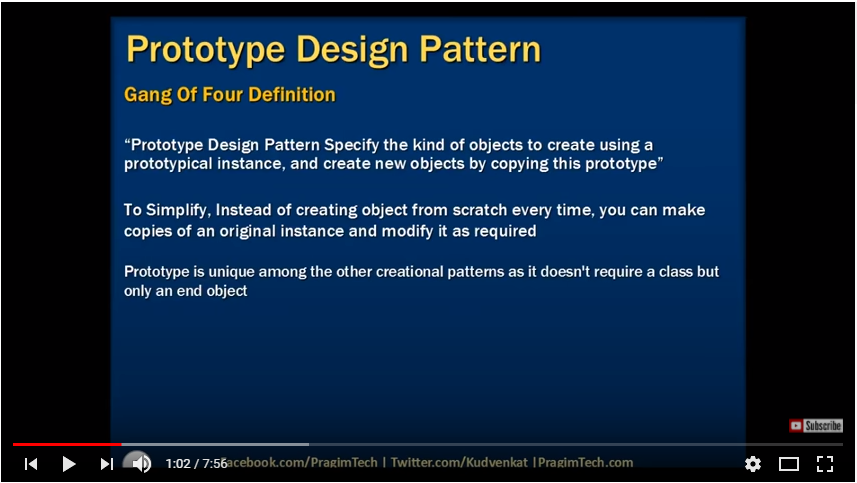 Prototype Design Pattern
Gang Of Four Definition
“Prototype Design Pattern Specify the kind of objects to create using a
prototypical instance, and create new objects by copying this prototype”
To Simplify, Instead of creating object from scratch every time, you can make
copies of an original instance and modify it as required
Prototype is unique among the other creational patterns as it doesn't require a class but
only an end object
Subscribe
1:02 / 7:56
facebook.com/PragimTech | Twitter.com/Kudvenkat |PragimTech.com